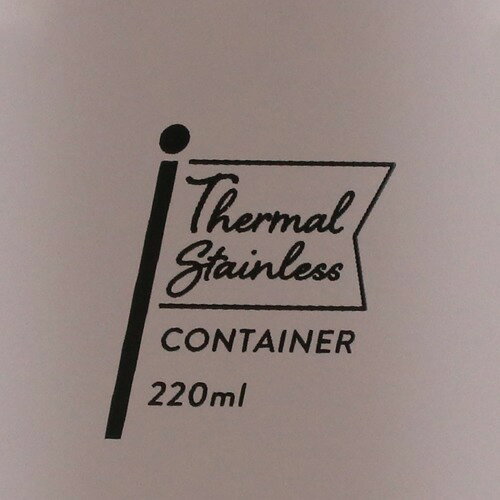 Thermal
Stainless
CONTAINER
220ml